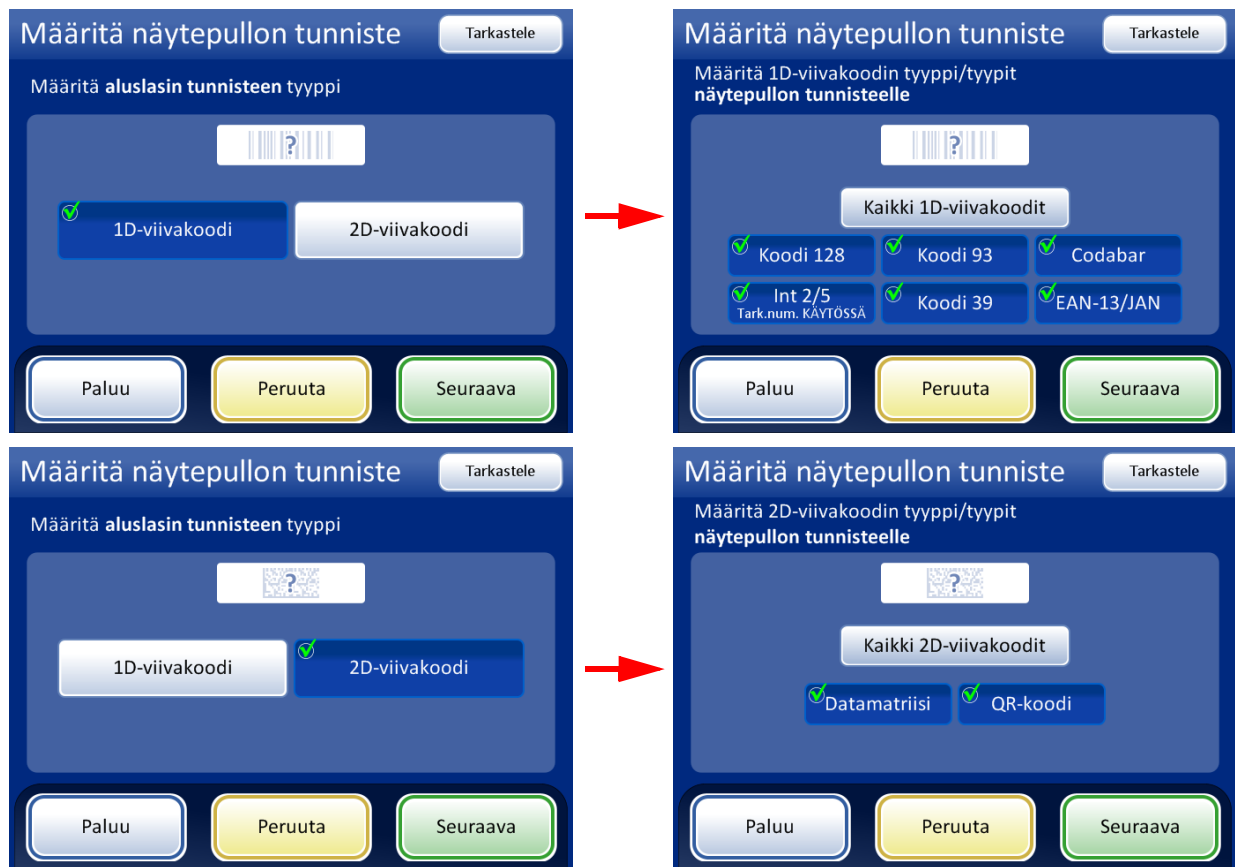 Määritä näytepullon tunniste
Tarkastele
Määritä aluslasin tunnisteen tyyppi
?
1D-viivakoodi
2D-viivakoodi
Paluu
Peruuta
Seuraava
Määritä näytepullon tunniste
Tarkastele
Määritä 1D-viivakoodin tyyppi/tyypit
näytepullon tunnisteelle
?
Kaikki 1D-viivakoodit
Koodi 128
Koodi 93
Codabar
Int 2/5
Tark.num. KÄYTÖSSÄ
Koodi 39
EAN-13/JAN
Paluu
Peruuta
Seuraava
Määritä näytepullon tunniste
Tarkastele
Määritä aluslasin tunnisteen tyyppi
?
1D-viivakoodi
2D-viivakoodi
Paluu
Peruuta
Seuraava
Määritä näytepullon tunniste
Tarkastele
Määritä 2D-viivakoodin tyyppi/tyypit
näytepullon tunnisteelle
?
Kaikki 2D-viivakoodit
Datamatriisi
QR-koodi
Paluu
Peruuta
Seuraava